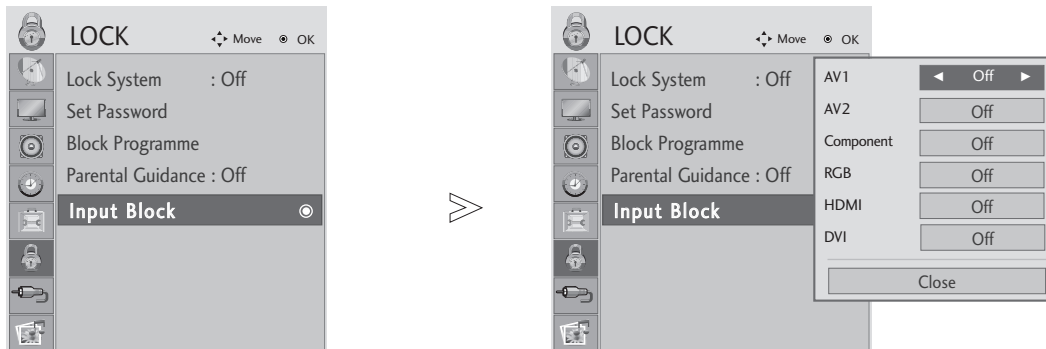 LOCK Move OK
Lock System : Off
Set Password
Block Programme
Parental Guidance : Off
Input Block
LOCK Move OK
Lock System : Off
Set Password
Block Programme
Parental Guidance : Off
Input Block
AV1 ◄ Off ►
AV2 Off
Component Off
RGB Off
HDMI Off
DVI Off
Close